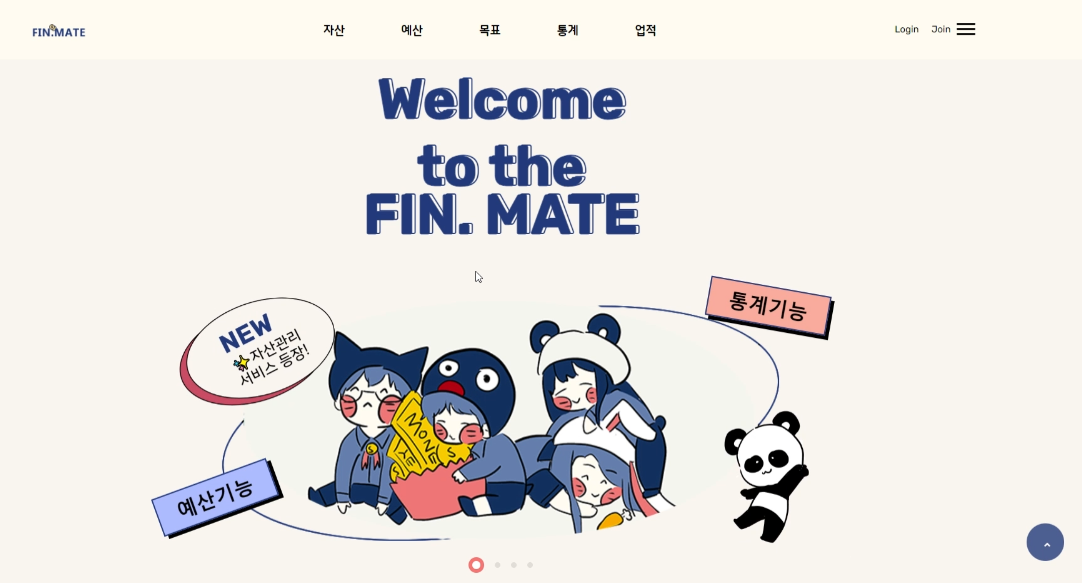 FIN.MATE
자산 예산 목표 통계 업적
Login Join
Welcome
to the
FIN. MATE
통계기능
NEW
자산관리
서비스 등장!
MONE
예산기능